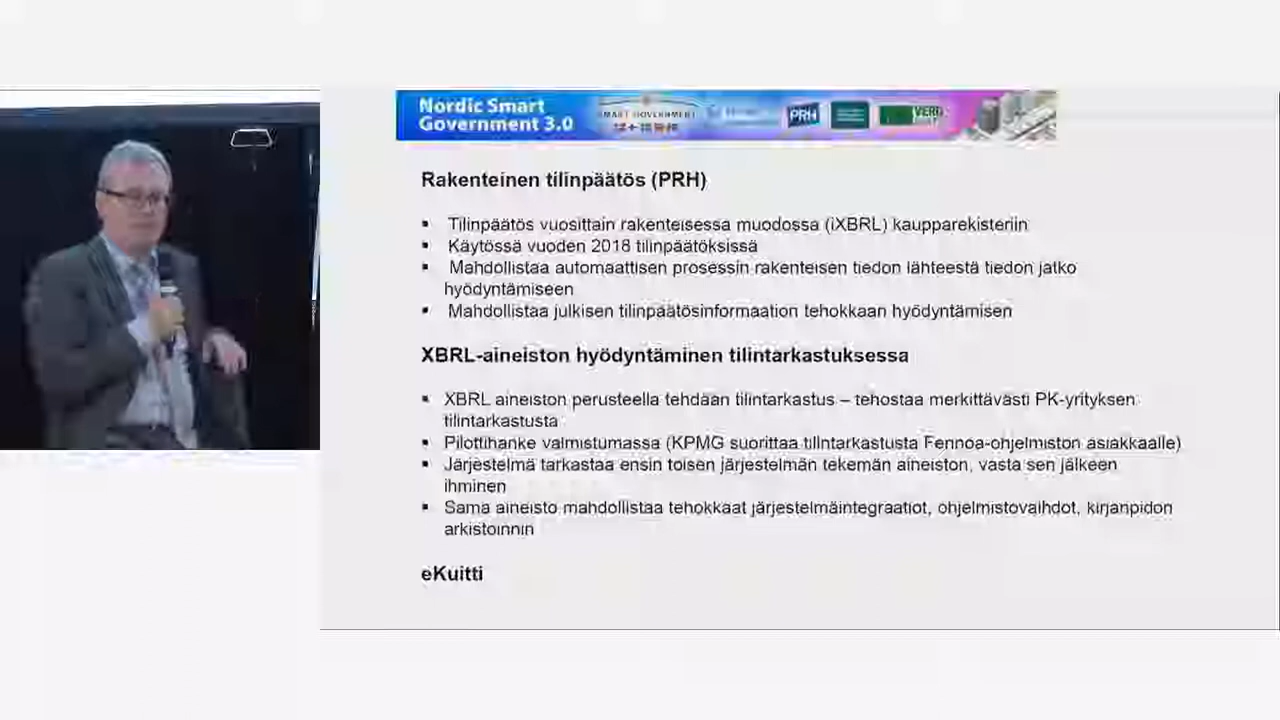 Nordic Smart
Government 3.0
SMART GOVERNMENT
PRH
VERO
Rakenteinen tilinpäätös (PRH)
Tilinpäätös vuosittain rakenteisessa muodossa (iXBRL) kaupparekisteriin
Käytössä vuoden 2018 tilinpäätöksissä
Mahdollistaa automaattisen prosessin rakenteisen tiedon lähteestä tiedon jatko
hyödyntämiseen
Mahdollistaa julkisen tilinpäätösinformaation tehokkaan hyödyntämisen
XBRL-aineiston hyödyntäminen tilintarkastuksessa
XBRL aineiston perusteella tehdään tilintarkastus – tehostaa merkittävästi PK-yrityksen
tilintarkastusta
Pilottihanke valmistumassa (KPMG suorittaa tilintarkastusta Fennoa-ohjelmiston asiakkaalle)
Järjestelmä tarkastaa ensin toisen järjestelmän tekemän aineiston, vasta sen jälkeen
ihminen
Sama aineisto mahdollistaa tehokkaat järjestelmäintegraatiot, ohjelmistovaihdot, kirjanpidon
arkistoinnin
eKuitti